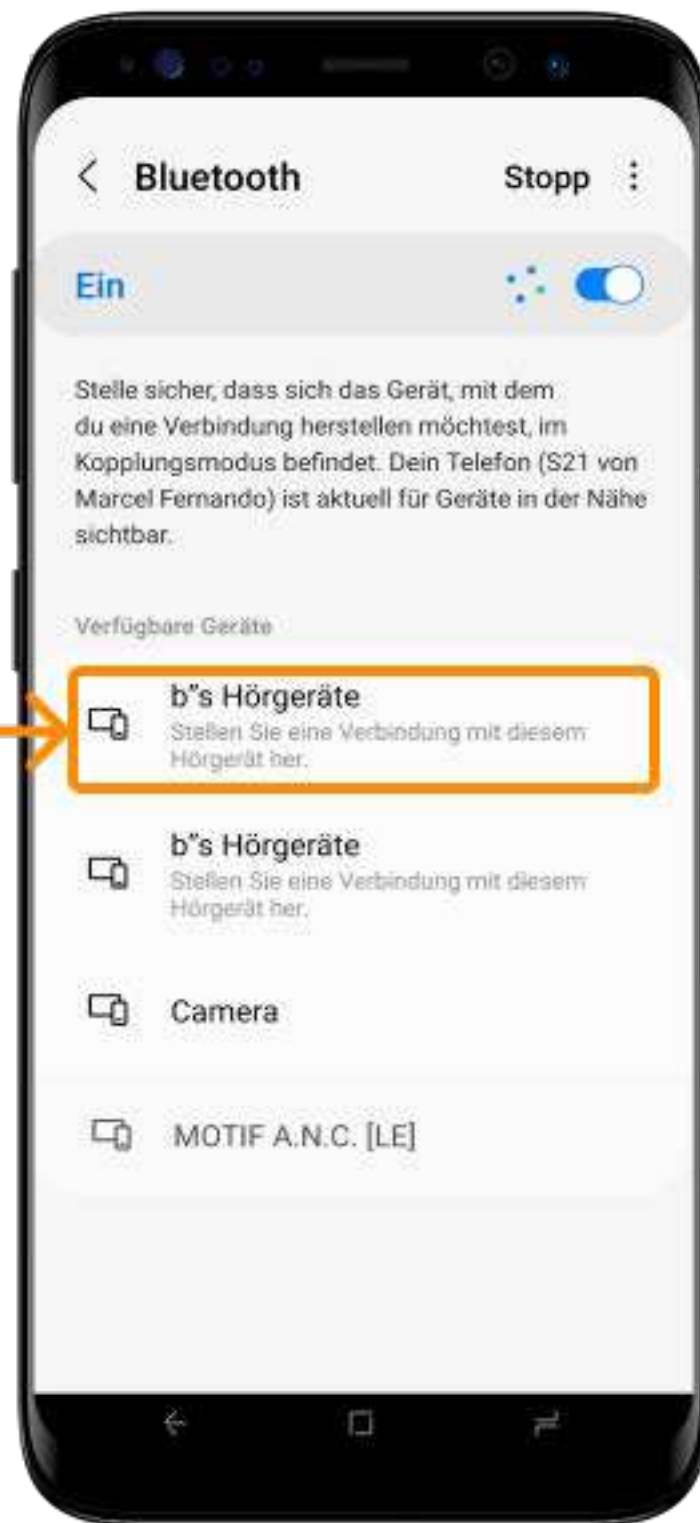 Bluetooth Stopp
Ein
Stelle sicher, dass sich das Gerät, mit dem
du eine Verbindung herstellen möchtest, im
Kopplungsmodus befindet. Dein Telefon (S21 von
Marcel Fernando) ist aktuell für Geräte in der Nähe
sichtbar.
Verfügbare Geräte
b"s Hörgeräte
Stellen Sie eine Verbindung mit diesem
Hörgerät her.
b"s Hörgeräte
Stellen Sie eine Verbindung mit diesem
Hörgerät her.
Camera
MOTIF A.N.C. [LE]